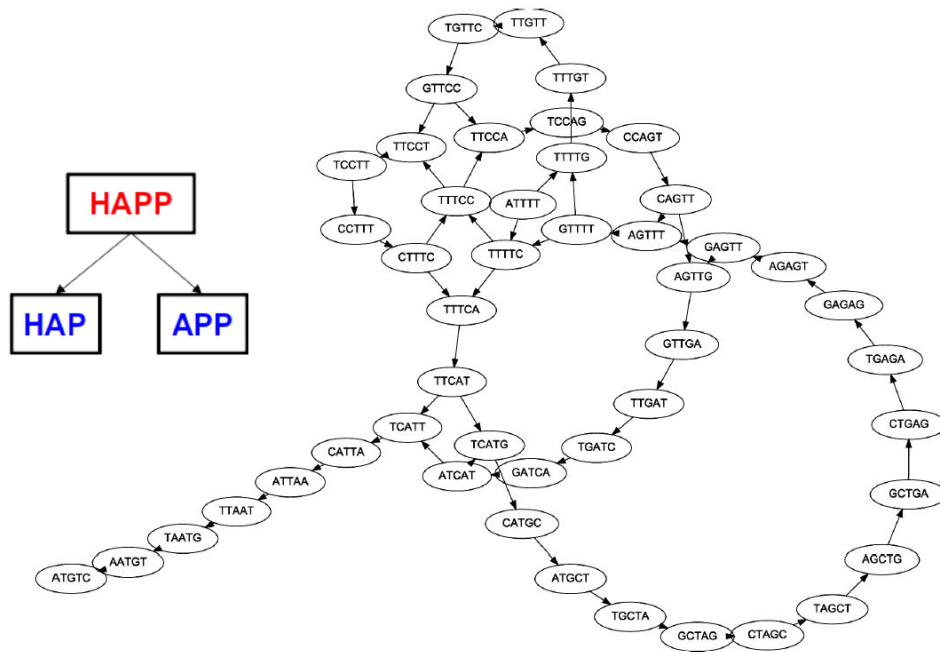 TGTTC TTGTT
GTTCC TTTGT
TTCCA TCCAG CCAGT
TCCTT TTCCT TTTTG
HAPP TTTCC ATTTT CAGTT
CCTTT CTTTC TTTTC GTTTT AGTTT GAGTT
AGTTG AGAGT
HAP APP TTTCA GAGAG
GTTGA TGAGA
TTCAT TTGAT
TCATT TCATG TGATC CTGAG
CATTA ATCAT GATCA
ATTAA GCTGA
TTAAT CATGC
TAATG AGCTG
AATGT ATGCT
ATGTC TGCTA TAGCT
GCTAG CTAGC